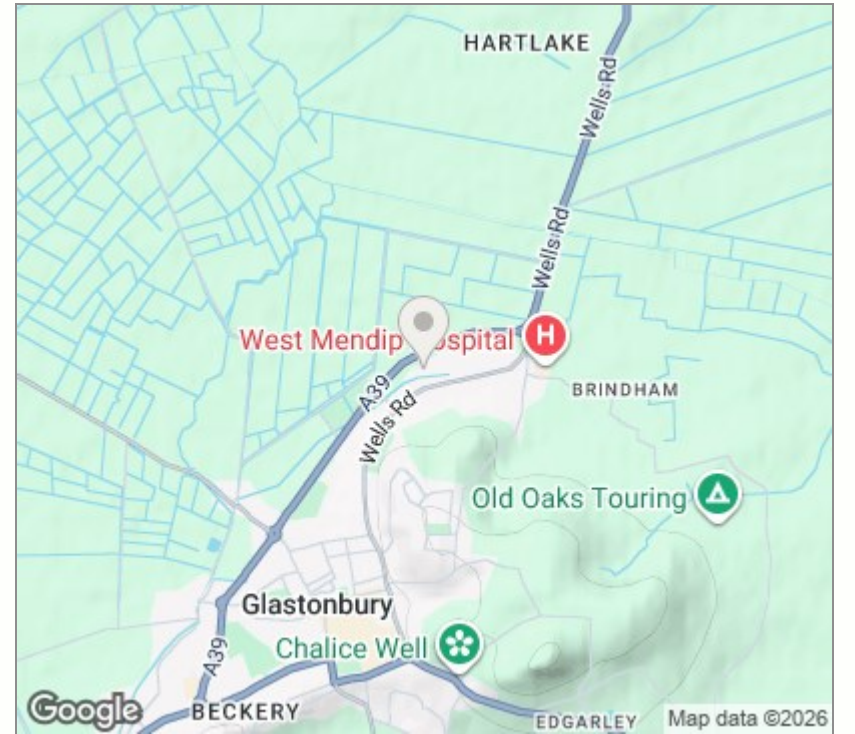 HARTLAKE
Wells Rd
Wells Rd
West Mendip Hospital
H
BRINDHAM
A39
Wells Rd
Old Oaks Touring
Glastonbury
Chalice Well
A39
BECKERY
EDGARLEY
Google
Map data ©2026